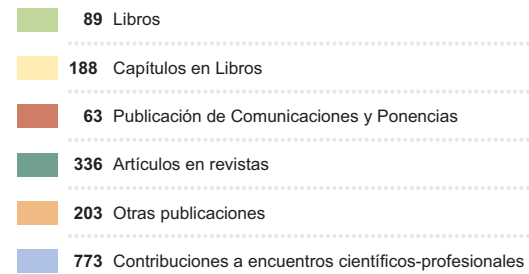 89 Libros
188 Capítulos en Libros
63 Publicación de Comunicaciones y Ponencias
336 Artículos en revistas
203 Otras publicaciones
773 Contribuciones a encuentros científicos-profesionales